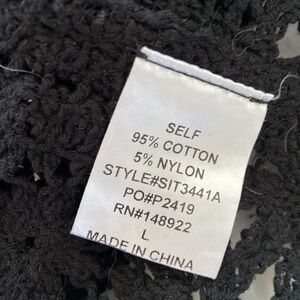 SELF
95% COTTON
5% NYLON
STYLE#SIT3441A
PO#P2419
RN#148922
L
MADE IN CHINA